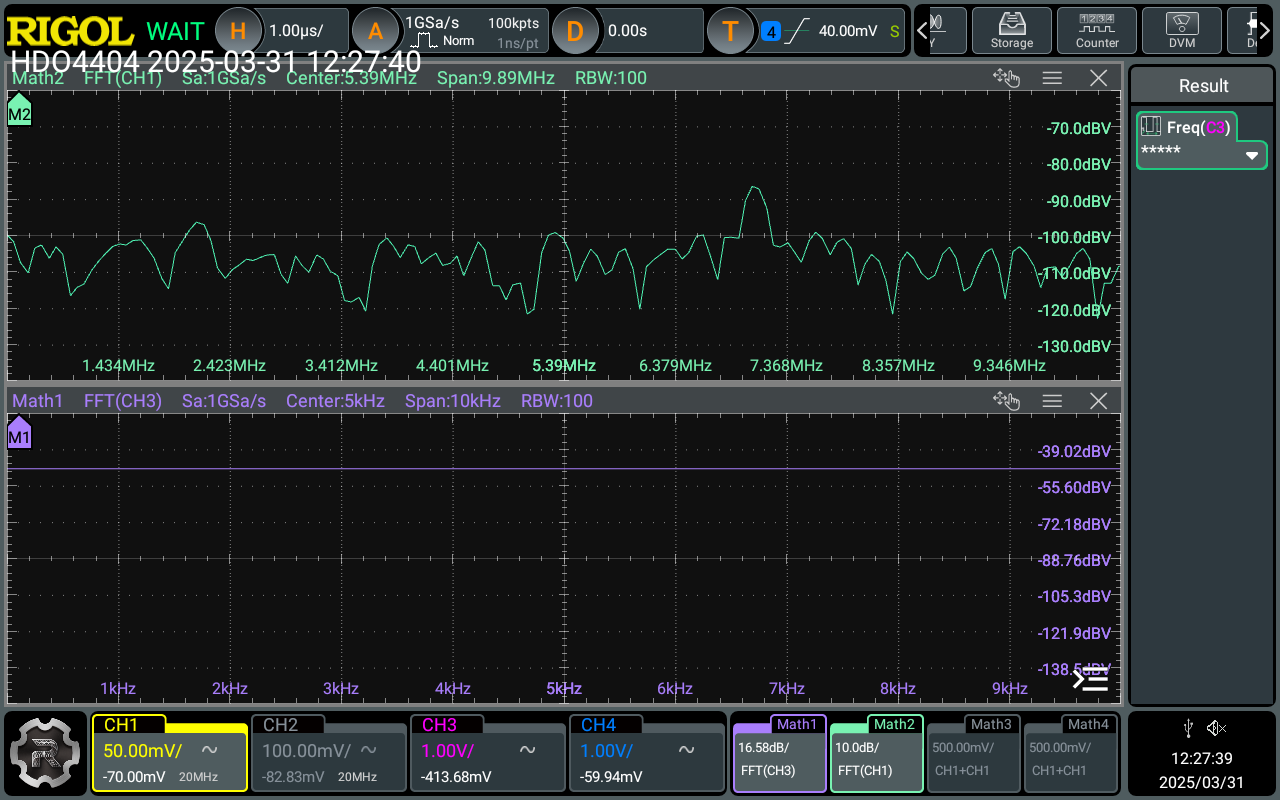 RIGOL WAIT H 1.00μs/ A 1GSa/s Norm 100kpts 1ns/pt D 0.00s T 4 40.00mV S Storage Counter DVM
HDO4404 2025-03-31 12:27:40
Math2 FFT(CH1) Sa:1GSa/s Center:5.39MHz Span:9.89MHz RBW:100
M2
-70.0dBV
-80.0dBV
-90.0dBV
-100.0dBV
-110.0dBV
-120.0dBV
-130.0dBV
1.434MHz 2.423MHz 3.412MHz 4.401MHz 5.39MHz 6.379MHz 7.368MHz 8.357MHz 9.346MHz
Math1 FFT(CH3) Sa:1GSa/s Center:5kHz Span:10kHz RBW:100
M1
-39.02dBV
-55.60dBV
-72.18dBV
-88.76dBV
-105.3dBV
-121.9dBV
-138.5dBV
1kHz 2kHz 3kHz 4kHz 5kHz 6kHz 7kHz 8kHz 9kHz
Result
Freq(C3)
*****
CH1
50.00mV/
-70.00mV 20MHz
CH2
100.00mV/
-82.83mV 20MHz
CH3
1.00V/
-413.68mV
CH4
1.00V/
-59.94mV
Math1
16.58dB/
FFT(CH3)
Math2
10.0dB/
FFT(CH1)
Math3
500.00mV/
CH1+CH1
Math4
500.00mV/
CH1+CH1
12:27:39
2025/03/31